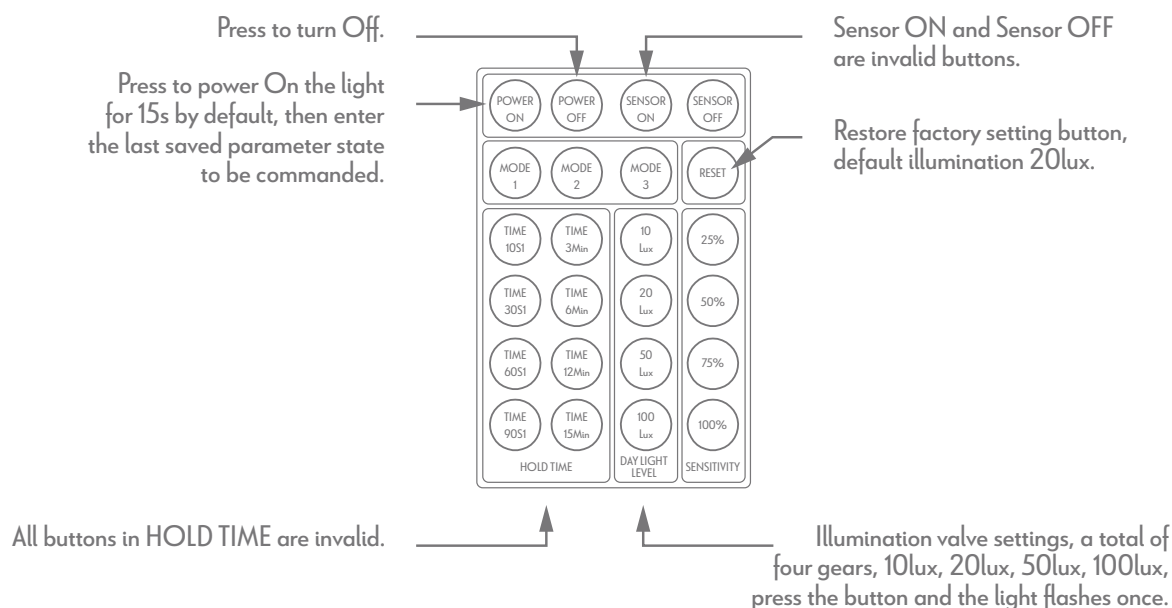 Press to turn Off.
Sensor ON and Sensor OFF
are invalid buttons.
Press to power On the light
for 15s by default, then enter
the last saved parameter state
to be commanded.
Restore factory setting button,
default illumination 20lux.
POWER ON
POWER OFF
SENSOR ON
SENSOR OFF
MODE 1
MODE 2
MODE 3
RESET
TIME 10S1
TIME 3Min
10 Lux
25%
TIME 30S1
TIME 6Min
20 Lux
50%
TIME 60S1
TIME 12Min
50 Lux
75%
TIME 90S1
TIME 15Min
100 Lux
100%
HOLD TIME
DAY LIGHT
LEVEL
SENSITIVITY
All buttons in HOLD TIME are invalid.
Illumination valve settings, a total of
four gears, 10lux, 20lux, 50lux, 100lux,
press the button and the light flashes once.